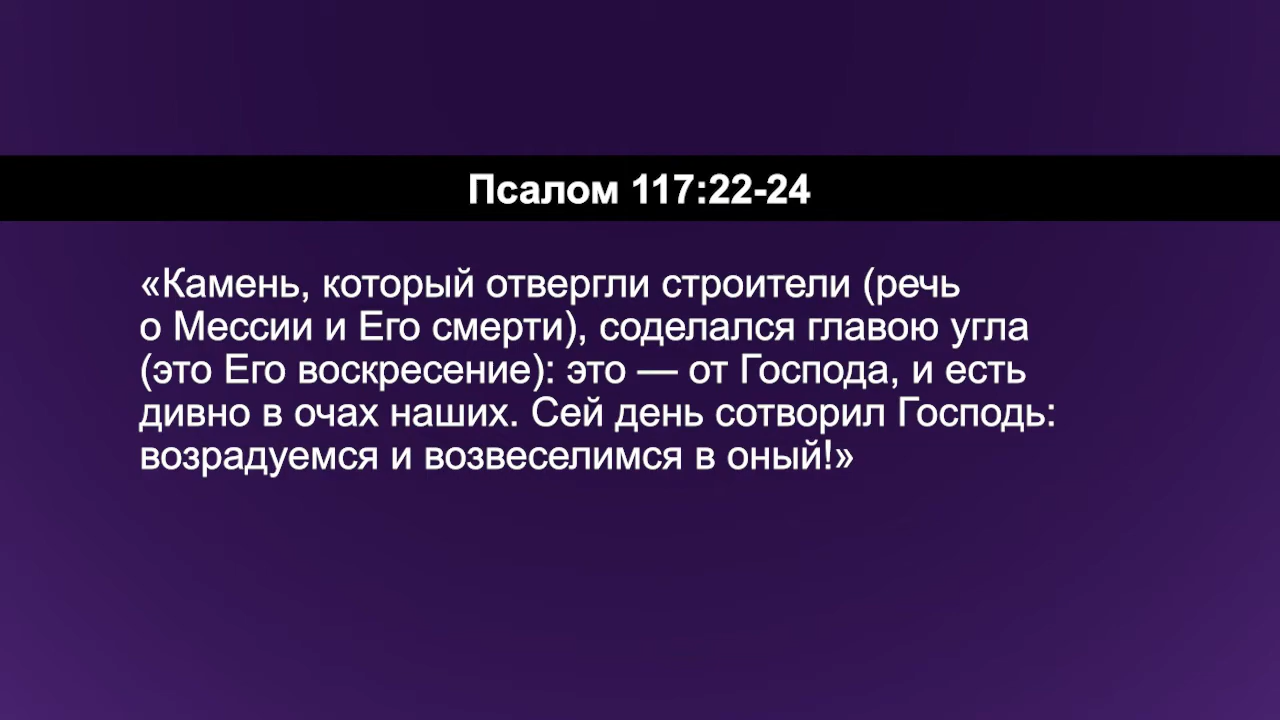 Псалом 117:22-24
«Камень, который отвергли строители (речь
о Мессии и Его смерти), соделался главою угла
(это Его воскресение): это — от Господа, и есть
дивно в очах наших. Сей день сотворил Господь:
возрадуемся и возвеселимся в оный!»